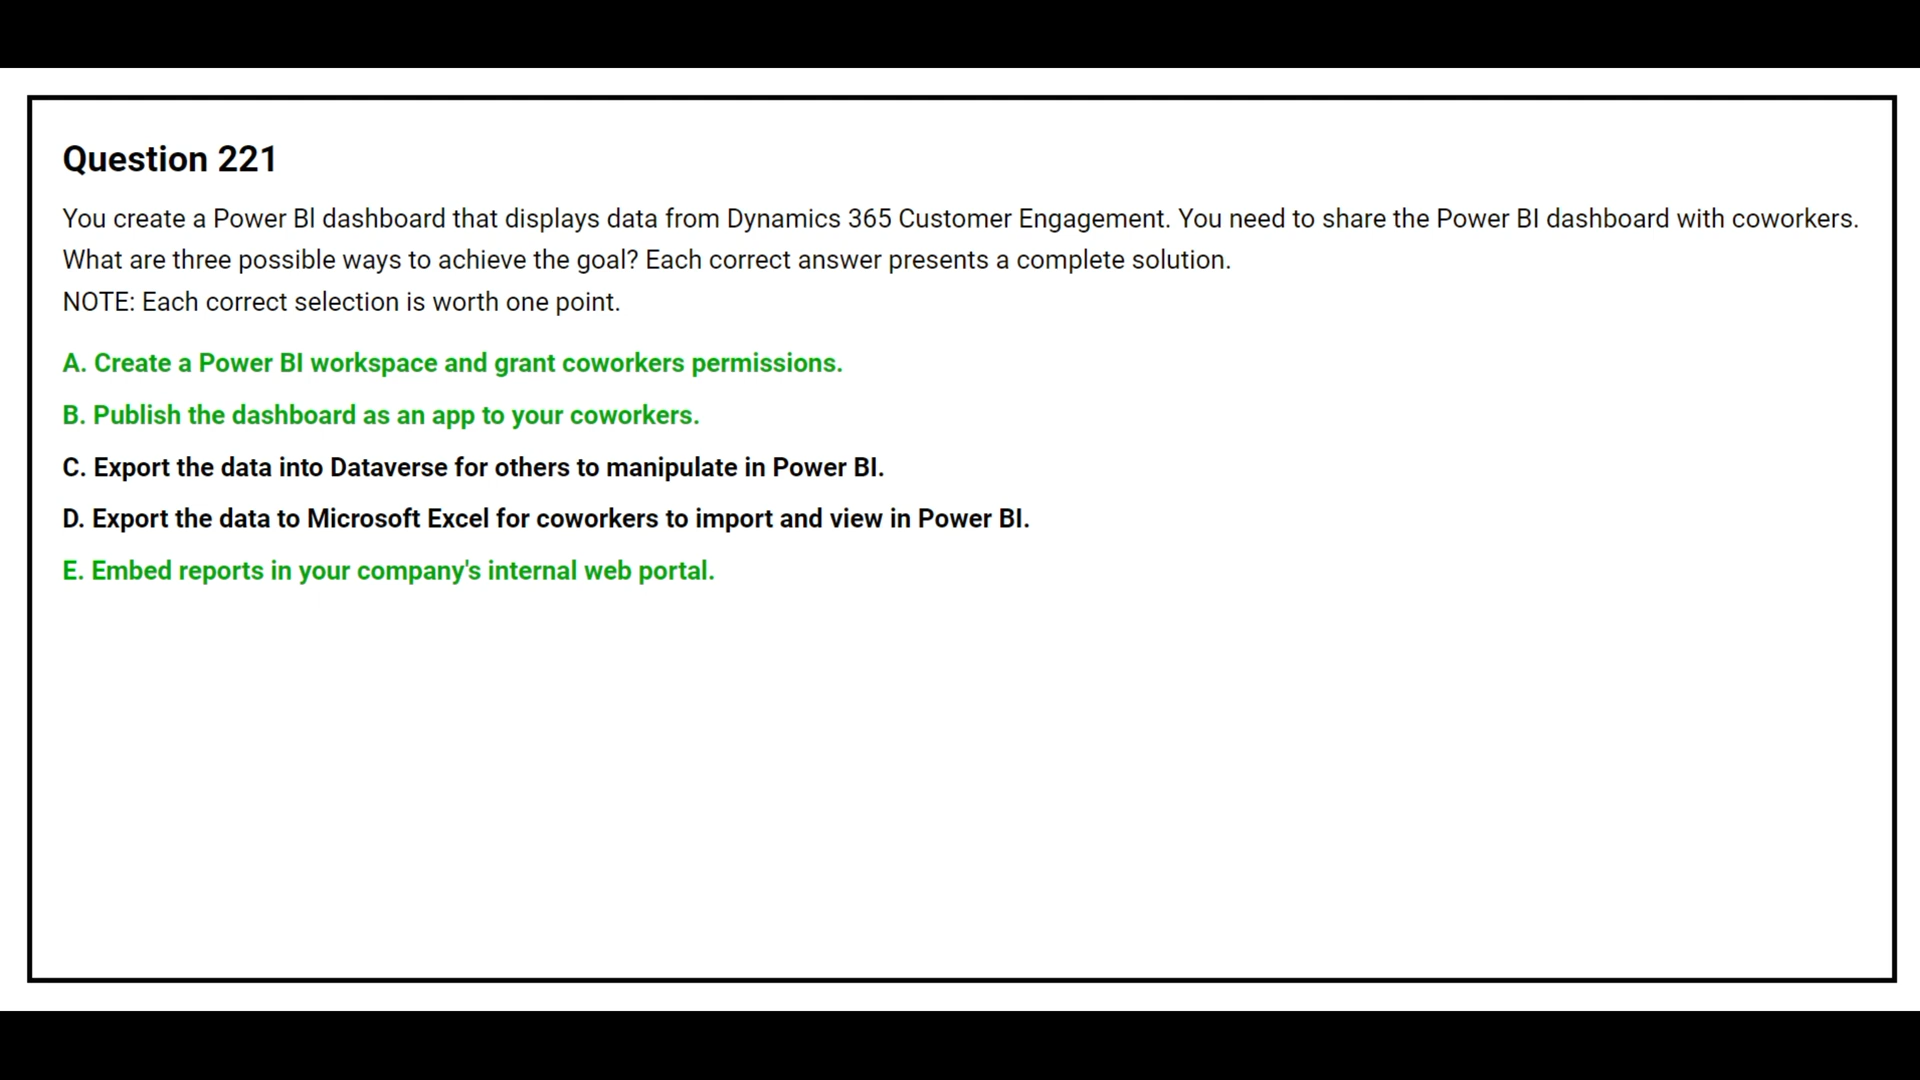 Question 221
You create a Power Bl dashboard that displays data from Dynamics 365 Customer Engagement. You need to share the Power BI dashboard with coworkers.
What are three possible ways to achieve the goal? Each correct answer presents a complete solution.
NOTE: Each correct selection is worth one point.
A. Create a Power BI workspace and grant coworkers permissions.
B. Publish the dashboard as an app to your coworkers.
C. Export the data into Dataverse for others to manipulate in Power BI.
D. Export the data to Microsoft Excel for coworkers to import and view in Power BI.
E. Embed reports in your company's internal web portal.